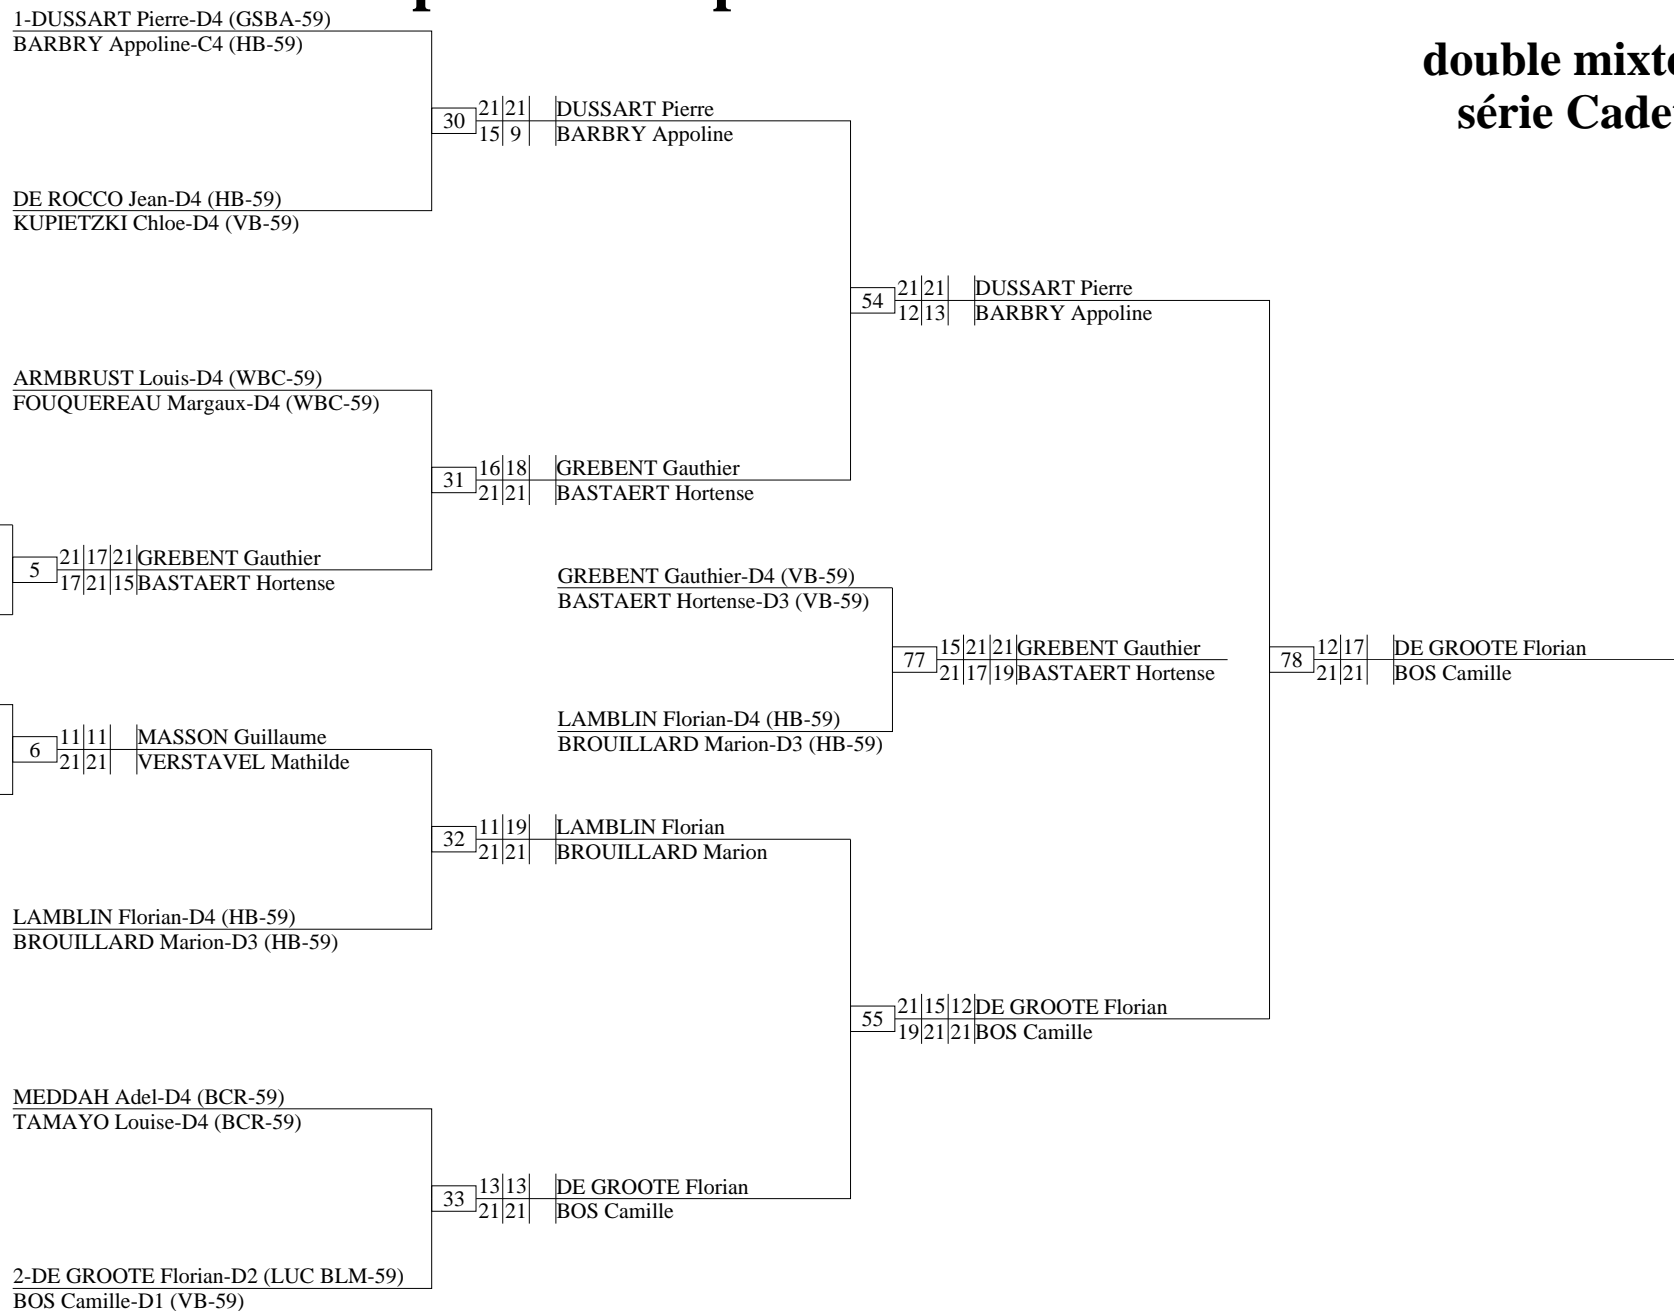 1-DUSSART Pierre-D4 (GSBA-59)
BARBRY Appoline-C4 (HB-59)
double mixte
série Cadet
30 21 21 DUSSART Pierre
15 9 BARBRY Appoline
DE ROCCO Jean-D4 (HB-59)
KUPIETZKI Chloe-D4 (VB-59)
54 21 21 DUSSART Pierre
12 13 BARBRY Appoline
ARMBRUST Louis-D4 (WBC-59)
FOUQUEREAU Margaux-D4 (WBC-59)
31 16 18 GREBENT Gauthier
21 21 BASTAERT Hortense
5 21 17 21 GREBENT Gauthier
17 21 15 BASTAERT Hortense
GREBENT Gauthier-D4 (VB-59)
BASTAERT Hortense-D3 (VB-59)
77 15 21 21 GREBENT Gauthier
21 17 19 BASTAERT Hortense
78 12 17 DE GROOTE Florian
21 21 BOS Camille
LAMBLIN Florian-D4 (HB-59)
BROUILLARD Marion-D3 (HB-59)
6 11 11 MASSON Guillaume
21 21 VERSTAVEL Mathilde
32 11 19 LAMBLIN Florian
21 21 BROUILLARD Marion
LAMBLIN Florian-D4 (HB-59)
BROUILLARD Marion-D3 (HB-59)
55 21 15 12 DE GROOTE Florian
19 21 21 BOS Camille
MEDDAH Adel-D4 (BCR-59)
TAMAYO Louise-D4 (BCR-59)
33 13 13 DE GROOTE Florian
21 21 BOS Camille
2-DE GROOTE Florian-D2 (LUC BLM-59)
BOS Camille-D1 (VB-59)